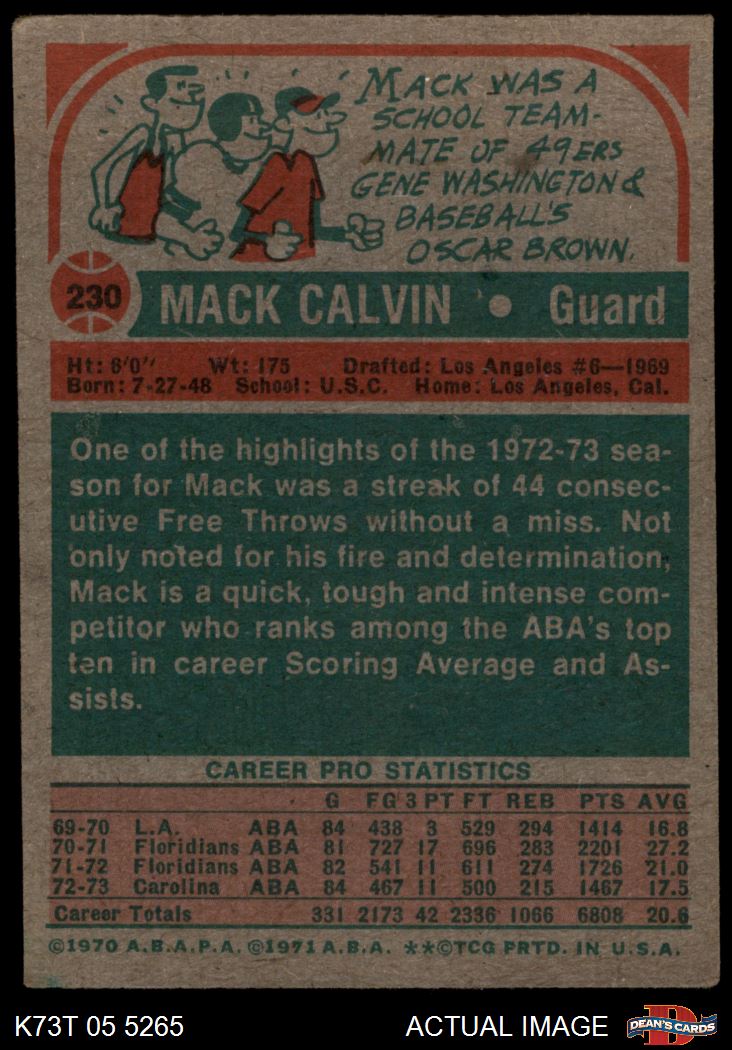 MACK WAS A
SCHOOL TEAM-
MATE OF 49ERS
GENE WASHINGTON &
BASEBALL'S
OSCAR BROWN.
230 MACK CALVIN • Guard
Ht: 6'0" Wt: 175 Drafted: Los Angeles #6—1969
Born: 7-27-48 School: U.S.C. Home: Los Angeles, Cal.
One of the highlights of the 1972-73 sea-
son for Mack was a streak of 44 consec-
utive Free Throws without a miss. Not
only noted for his fire and determination,
Mack is a quick, tough and intense com-
petitor who ranks among the ABA's top
ten in career Scoring Average and As-
sists.
CAREER PRO STATISTICS
G FG 3 PT FT REB PTS AVG
69-70 L.A. ABA 84 438 3 529 294 1414 16.8
70-71 Floridians ABA 81 727 17 696 283 2201 27.2
71-72 Floridians ABA 82 541 11 611 274 1726 21.0
72-73 Carolina ABA 84 467 11 500 215 1467 17.5
Career Totals 331 2173 42 2336 1066 6808 20.6
©1970 A.B.A.P.A. ©1971 A.B.A. **©TCG PRTD. IN U.S.A.
K73T 05 5265 ACTUAL IMAGE DEAN'S CARDS